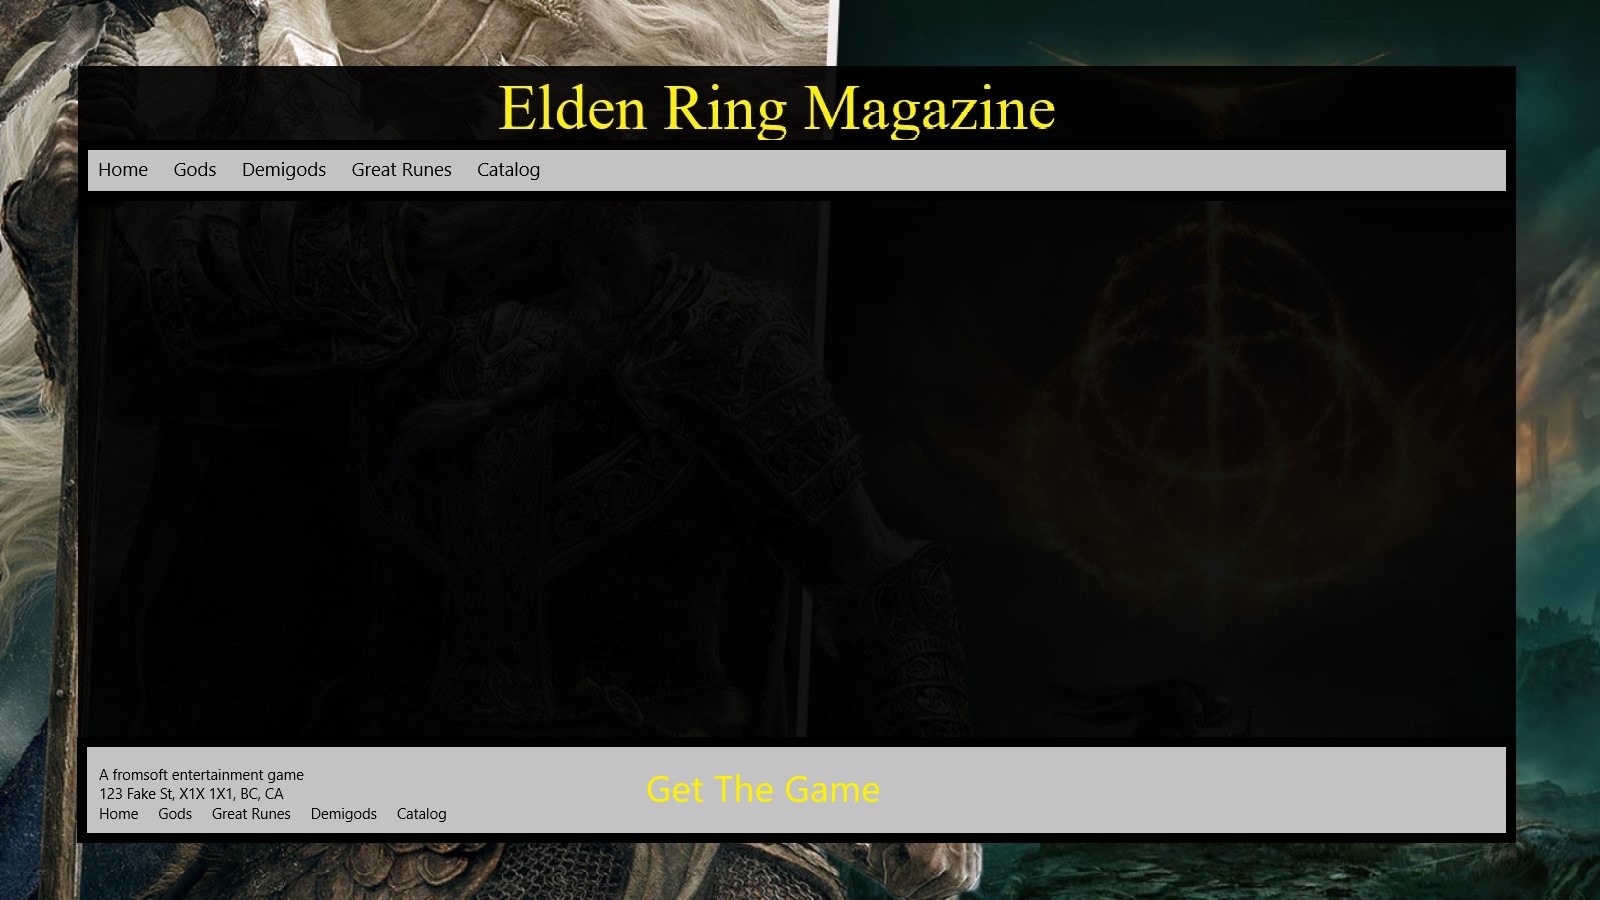 Elden Ring Magazine
Home Gods Demigods Great Runes Catalog
A fromsoft entertainment game
123 Fake St, X1X 1X1, BC, CA
Home Gods Great Runes Demigods Catalog
Get The Game